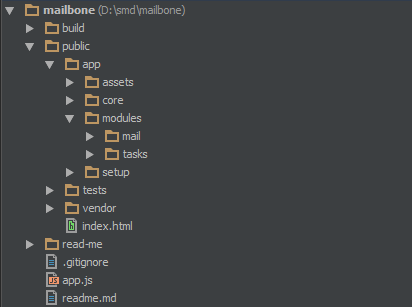 mailbone (D:\smd\mailbone)
build
public
app
assets
core
modules
mail
tasks
setup
tests
vendor
index.html
read-me
.gitignore
app.js
readme.md